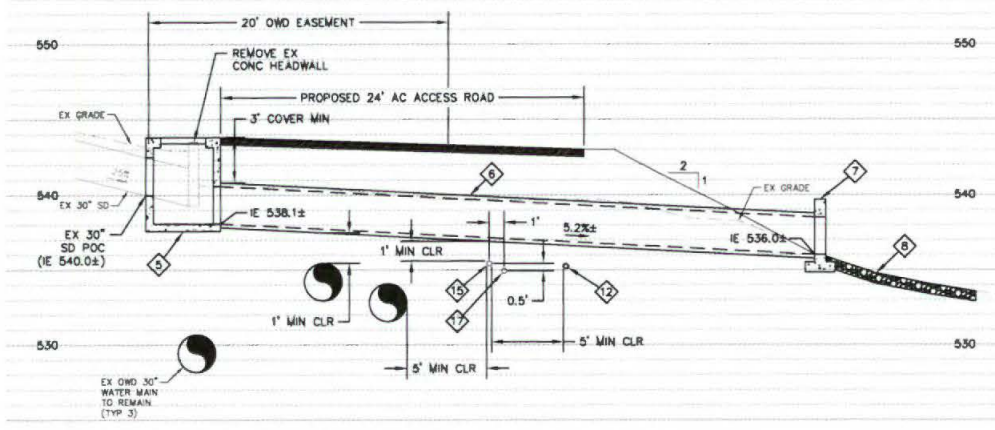 20' OWD EASEMENT
550
550
REMOVE EX
CONC HEADWALL
PROPOSED 24' AC ACCESS ROAD
EX GRADE
3' COVER MIN
2
1
6
7
540
540
EX GRADE
EX 30" SD
IE 538.1±
1'
5.2%±
IE 536.0±
EX 30"
SD POC
(IE 540.0±)
5
1' MIN CLR
8
15
12
17
0.5'
1' MIN CLR
530
530
5' MIN CLR
5' MIN CLR
EX OWD 30"
WATER MAIN
TO REMAIN
(TYP 3)